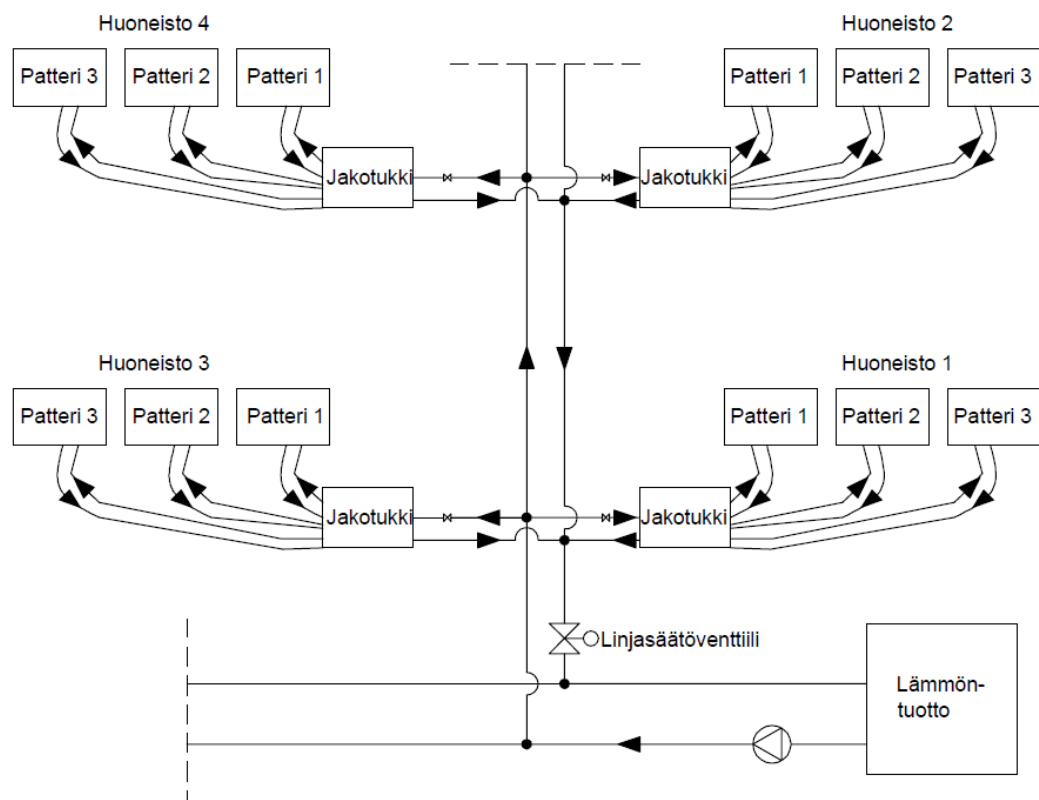 Huoneisto 4
Huoneisto 2
Patteri 3
Patteri 2
Patteri 1
Patteri 1
Patteri 2
Patteri 3
Jakotukki
Jakotukki
Huoneisto 3
Huoneisto 1
Patteri 3
Patteri 2
Patteri 1
Patteri 1
Patteri 2
Patteri 3
Jakotukki
Jakotukki
Linjasäätöventtiili
Lämmön-
tuotto